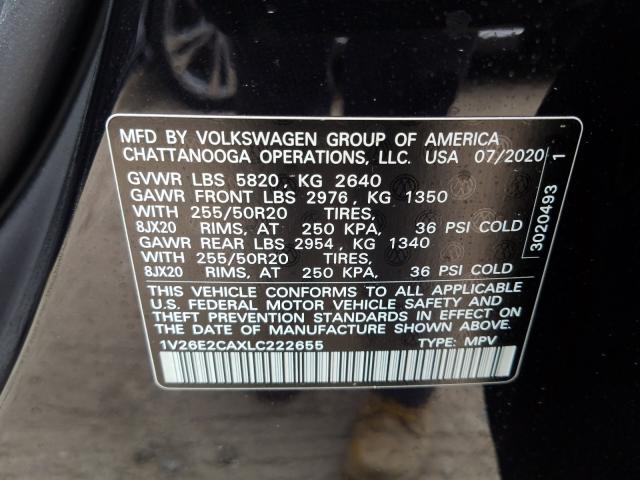 MFD BY VOLKSWAGEN GROUP OF AMERICA
CHATTANOOGA OPERATIONS, LLC. USA 07/2020
GVWR LBS 5820, KG 2640
GAWR FRONT LBS 2976, KG 1350
WITH 255/50R20 TIRES,
8JX20 RIMS, AT 250 KPA, 36 PSI COLD
GAWR REAR LBS 2954, KG 1340
WITH 255/50R20 TIRES,
8JX20 RIMS, AT 250 KPA, 36 PSI COLD
THIS VEHICLE CONFORMS TO ALL APPLICABLE
U.S. FEDERAL MOTOR VEHICLE SAFETY AND
THEFT PREVENTION STANDARDS IN EFFECT ON
THE DATE OF MANUFACTURE SHOWN ABOVE.
1V26E2CAXLC222655 TYPE: MPV
3020493 1